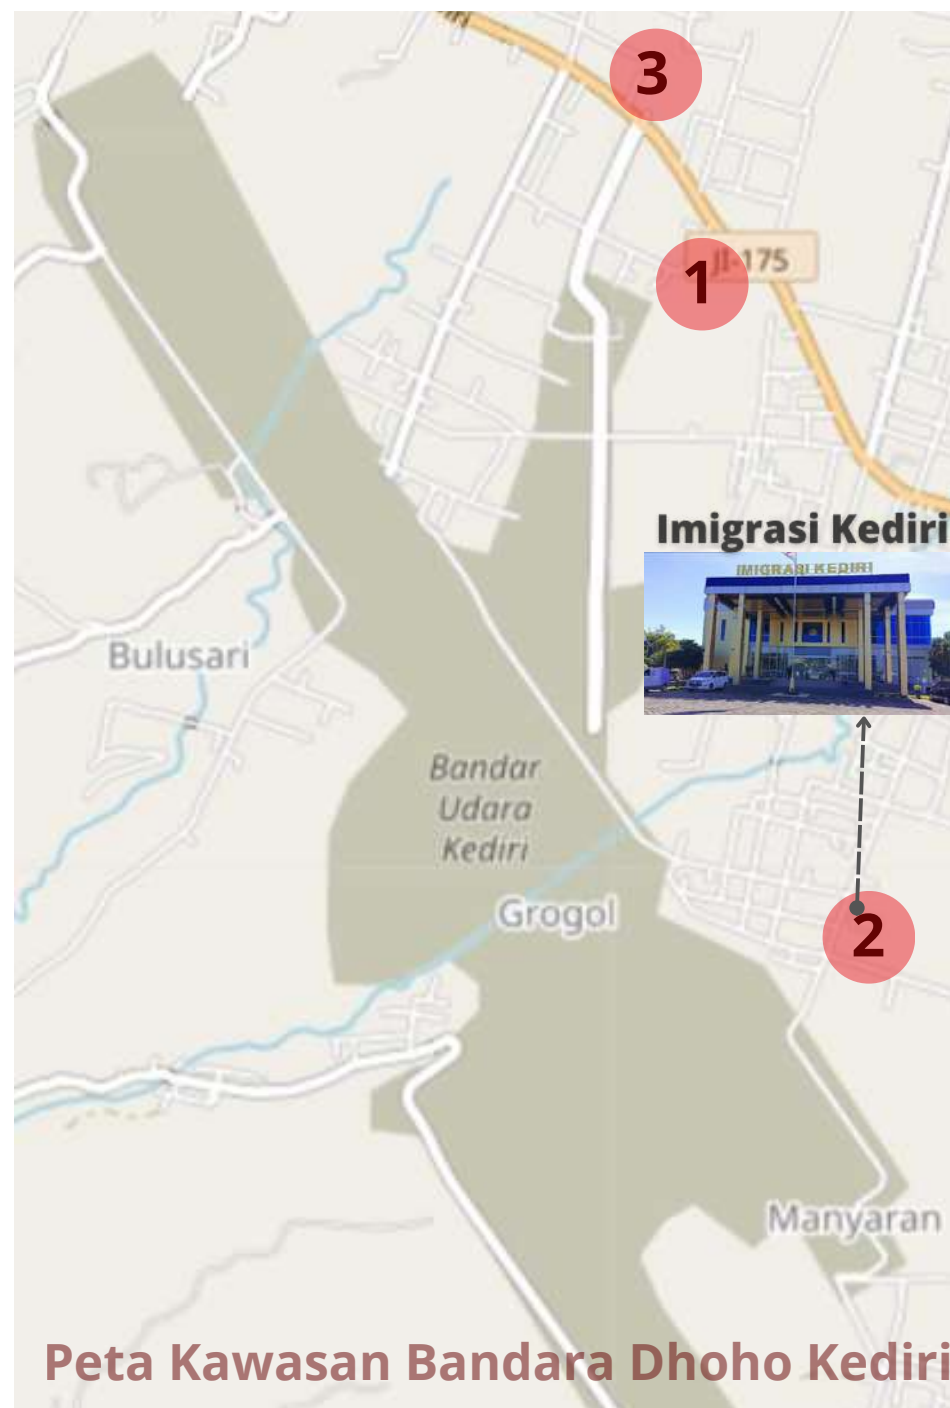 3
1
Jl-175
Imigrasi Kediri
IMIGRASI KEDIRI
Bulusari
Bandar
Udara
Kediri
Grogol
2
Manyaran
Peta Kawasan Bandara Dhoho Kediri